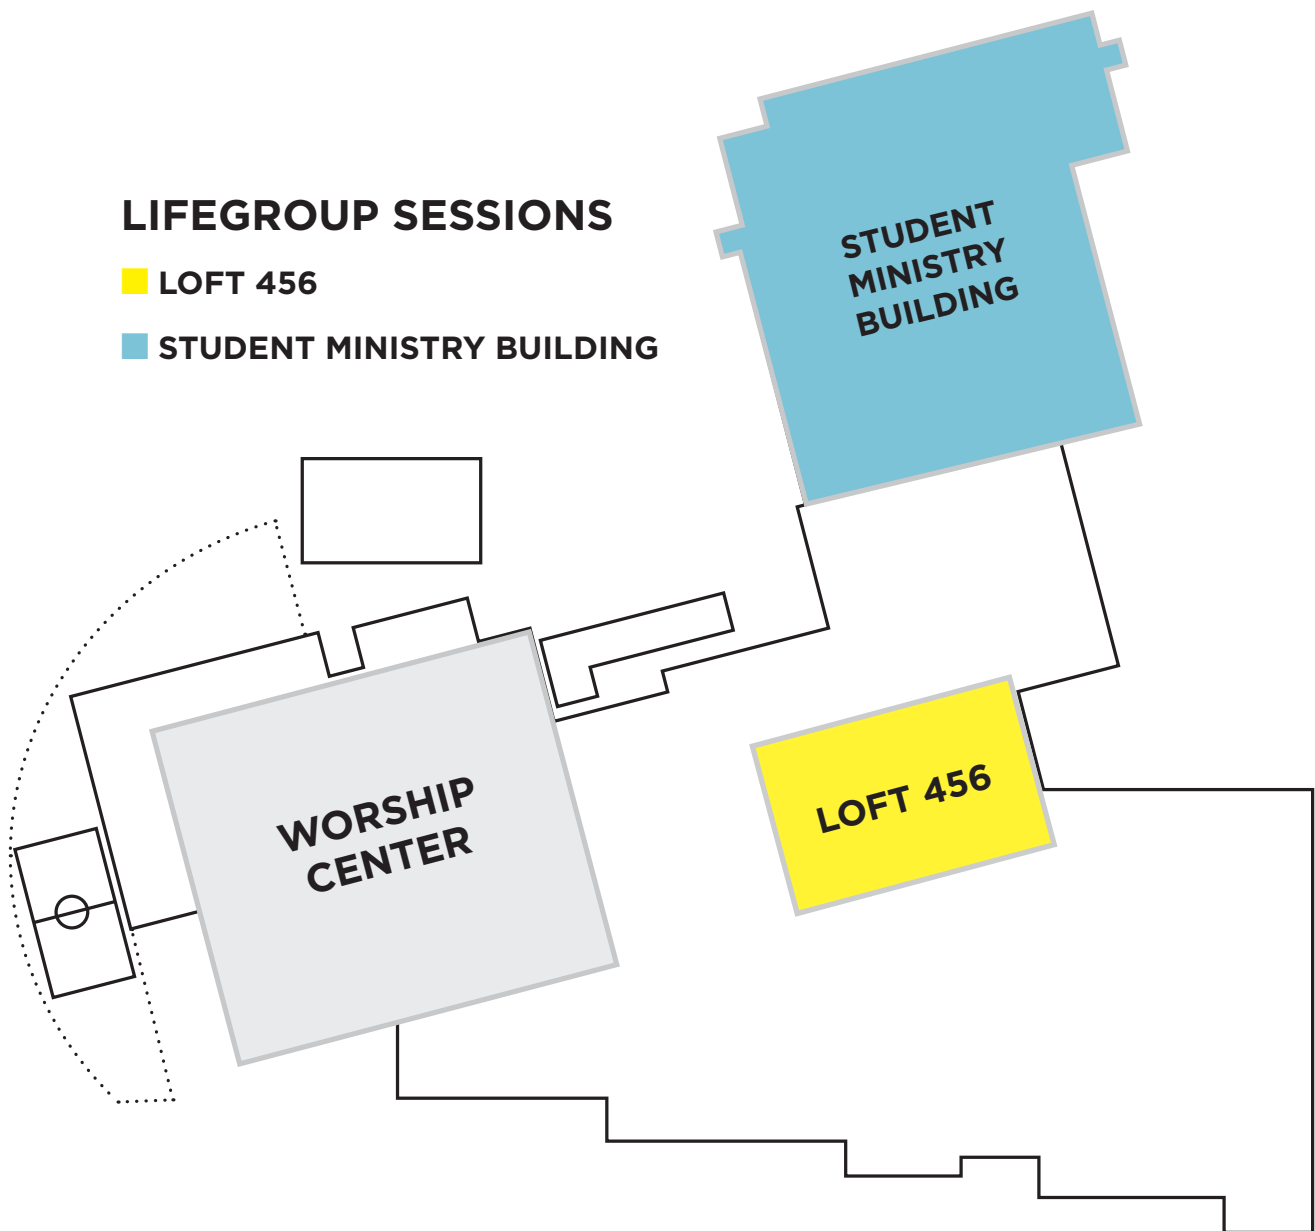 LIFEGROUP SESSIONS
LOFT 456
STUDENT MINISTRY BUILDING
STUDENT
MINISTRY
BUILDING
WORSHIP
CENTER
LOFT 456